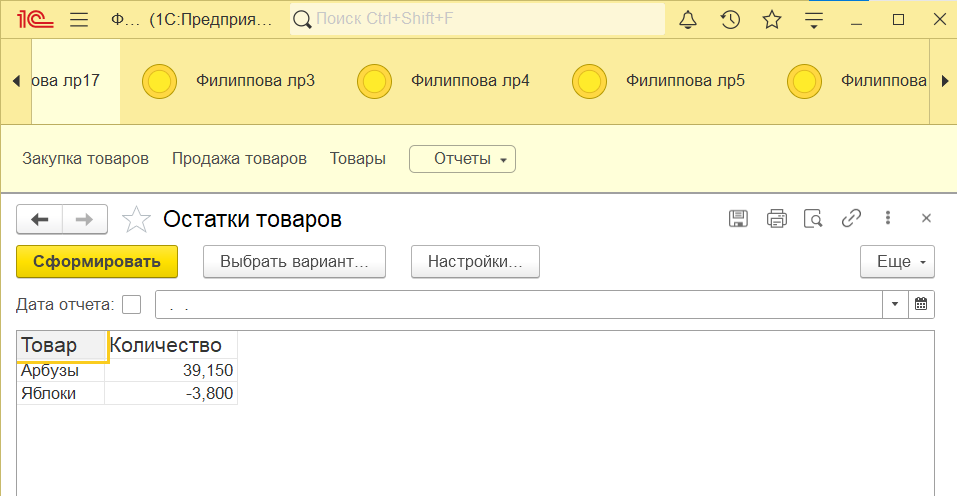 1С Ф... (1С:Предприя... Поиск Ctrl+Shift+F
ова лр17 Филиппова лр3 Филиппова лр4 Филиппова лр5 Филиппова
Закупка товаров Продажа товаров Товары Отчеты
Остатки товаров
Сформировать Выбрать вариант... Настройки... Еще
Дата отчета: . .
Товар Количество
Арбузы 39,150
Яблоки -3,800